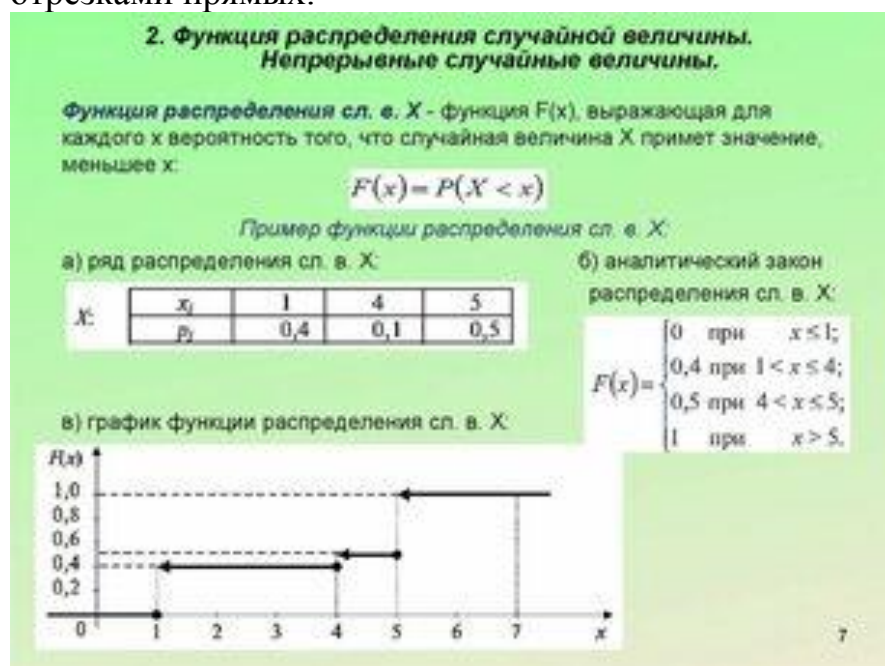 отрезками прямых.
2. Функция распределения случайной величины.
Непрерывные случайные величины.
Функция распределения сл. в. X - функция F(x), выражающая для
каждого x вероятность того, что случайная величина X примет значение,
меньшее x:
F(x) = P(X < x)
Пример функции распределения сл. в. X:
а) ряд распределения сл. в. X:
X: xᵢ 1 4 5
pᵢ 0,4 0,1 0,5
б) аналитический закон
распределения сл. в. X:
F(x)=
0 при x ≤ 1;
0,4 при 1 < x ≤ 4;
0,5 при 4 < x ≤ 5;
1 при x > 5.
в) график функции распределения сл. в. X:
F(x)
1,0
0,8
0,6
0,4
0,2
0 1 2 3 4 5 6 7 x
7